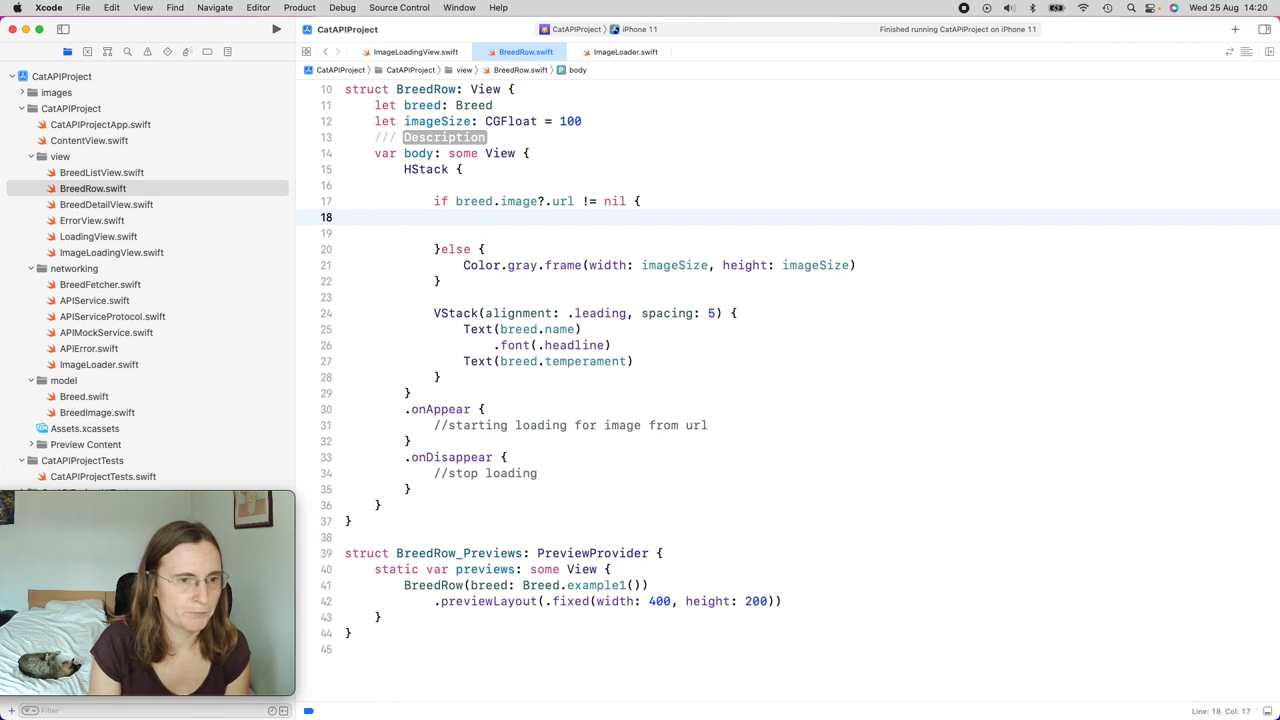 Xcode File Edit View Find Navigate Editor Product Debug Source Control Window Help Wed 25 Aug 14:20
CatAPIProject CatAPIProject iPhone 11 Finished running CatAPIProject on iPhone 11
ImageLoadingView.swift BreedRow.swift ImageLoader.swift
CatAPIProject CatAPIProject view BreedRow.swift P body
CatAPIProject
images
CatAPIProject
CatAPIProjectApp.swift
ContentView.swift
view
BreedListView.swift
BreedRow.swift
BreedDetailView.swift
ErrorView.swift
LoadingView.swift
ImageLoadingView.swift
networking
BreedFetcher.swift
APIService.swift
APIServiceProtocol.swift
APIMockService.swift
APIError.swift
ImageLoader.swift
model
Breed.swift
BreedImage.swift
Assets.xcassets
Preview Content
CatAPIProjectTests
CatAPIProjectTests.swift
Filter
10 struct BreedRow: View {
11 let breed: Breed
12 let imageSize: CGFloat = 100
13 /// Description
14 var body: some View {
15 HStack {
16
17 if breed.image?.url != nil {
18
19
20 }else {
21 Color.gray.frame(width: imageSize, height: imageSize)
22 }
23
24 VStack(alignment: .leading, spacing: 5) {
25 Text(breed.name)
26 .font(.headline)
27 Text(breed.temperament)
28 }
29 }
30 .onAppear {
31 //starting loading for image from url
32 }
33 .onDisappear {
34 //stop loading
35 }
36 }
37 }
38
39 struct BreedRow_Previews: PreviewProvider {
40 static var previews: some View {
41 BreedRow(breed: Breed.example1())
42 .previewLayout(.fixed(width: 400, height: 200))
43 }
44 }
45
Line: 18 Col: 17